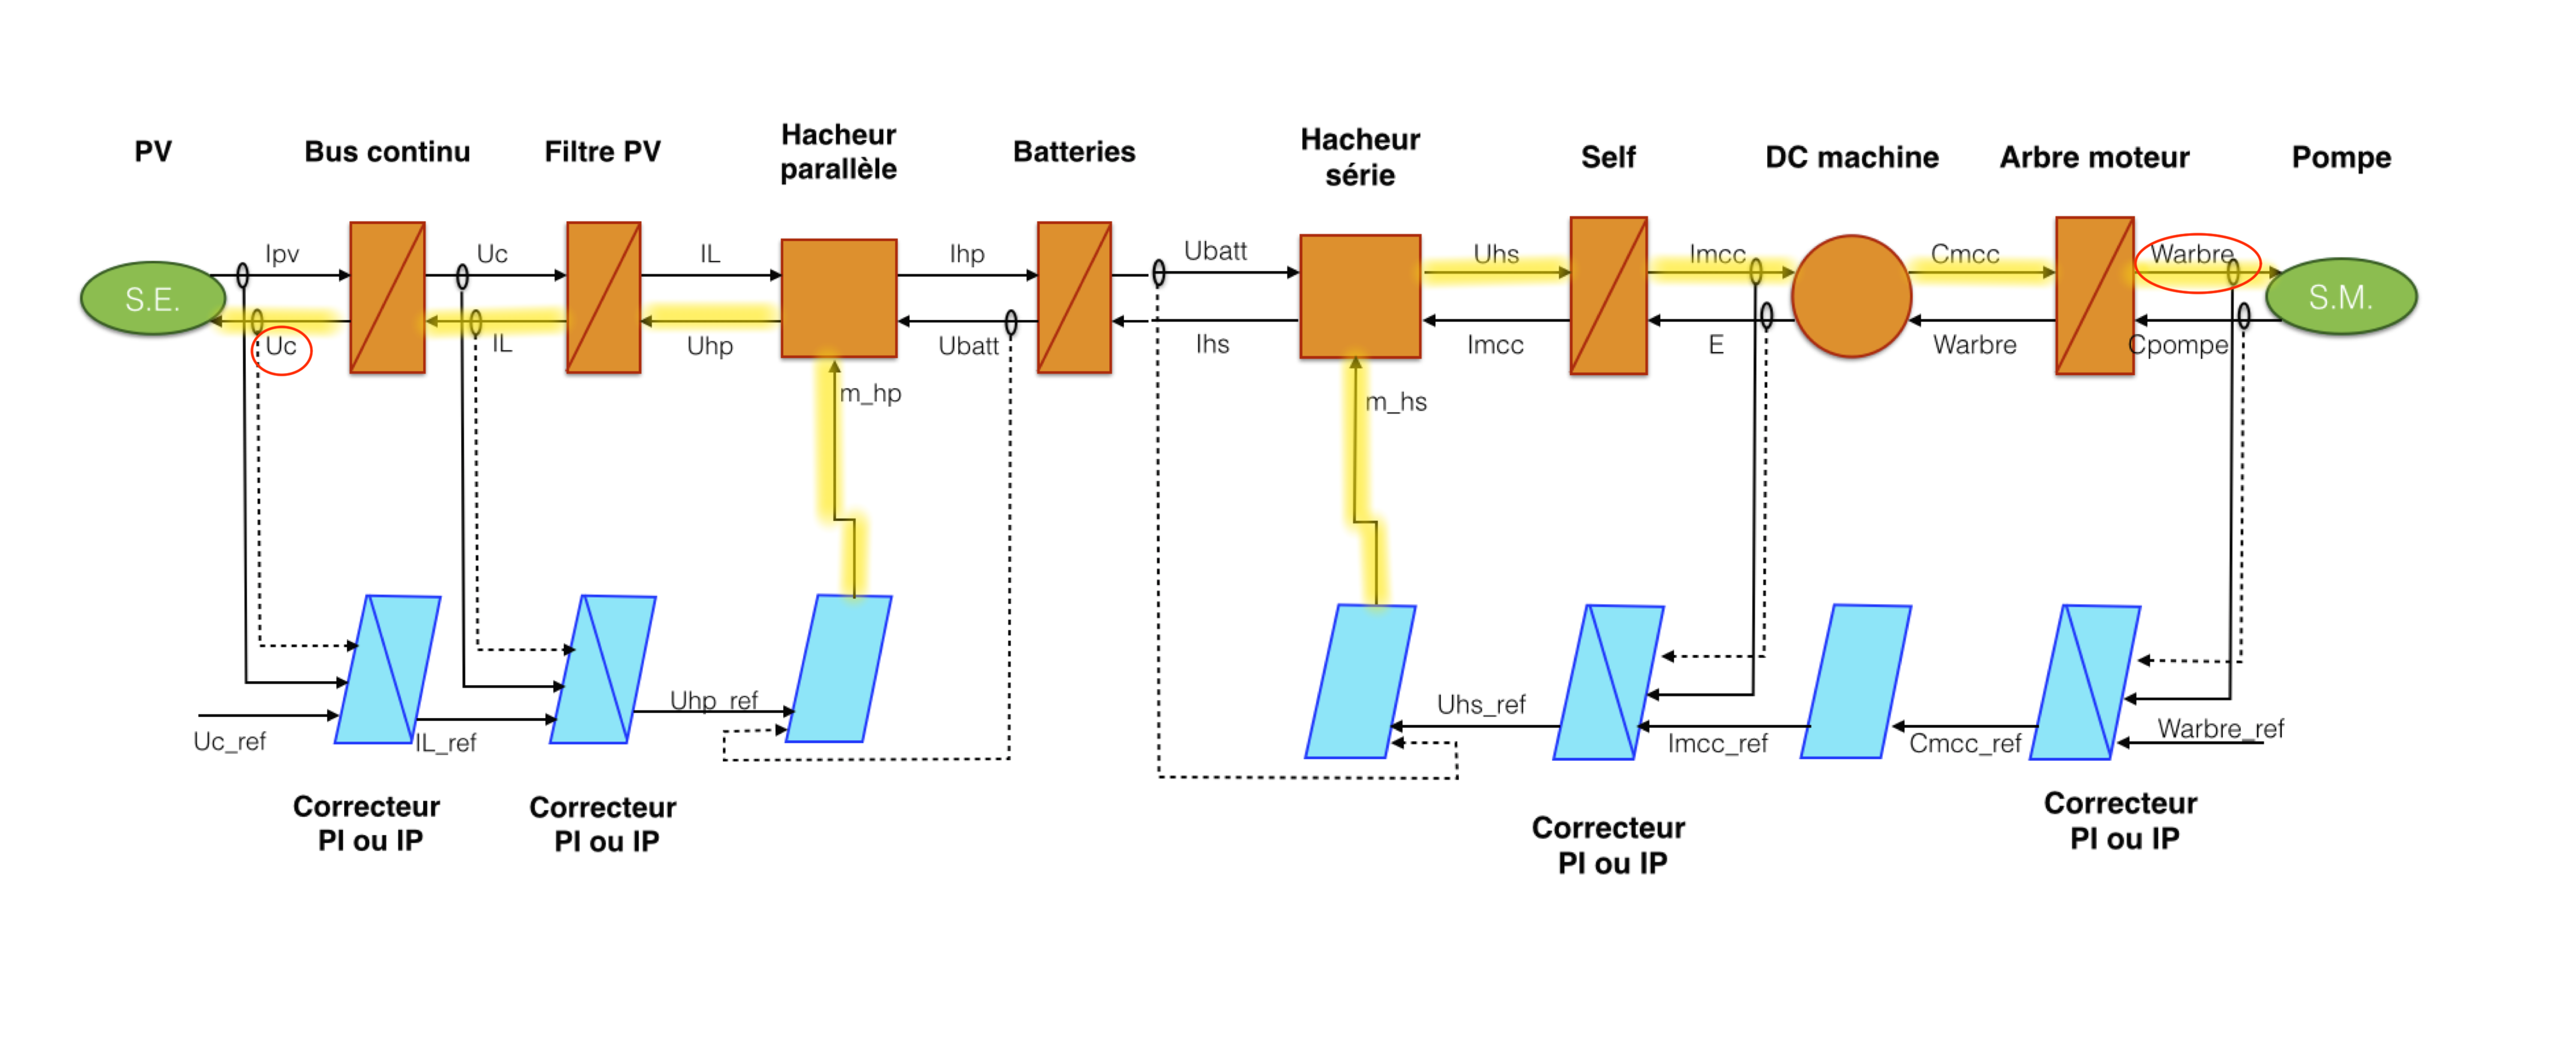 PV
Bus continu
Filtre PV
Hacheur
parallèle
Batteries
Hacheur
série
Self
DC machine
Arbre moteur
Pompe
S.E.
Ipv
Uc
IL
Ihp
Ubatt
Uhs
Imcc
Cmcc
Warbre
S.M.
Uc
IL
Uhp
Ubatt
Ihs
Imcc
E
Warbre
Cpompe
m_hp
m_hs
Uc_ref
IL_ref
Uhp_ref
Uhs_ref
Imcc_ref
Cmcc_ref
Warbre_ref
Correcteur
PI ou IP
Correcteur
PI ou IP
Correcteur
PI ou IP
Correcteur
PI ou IP